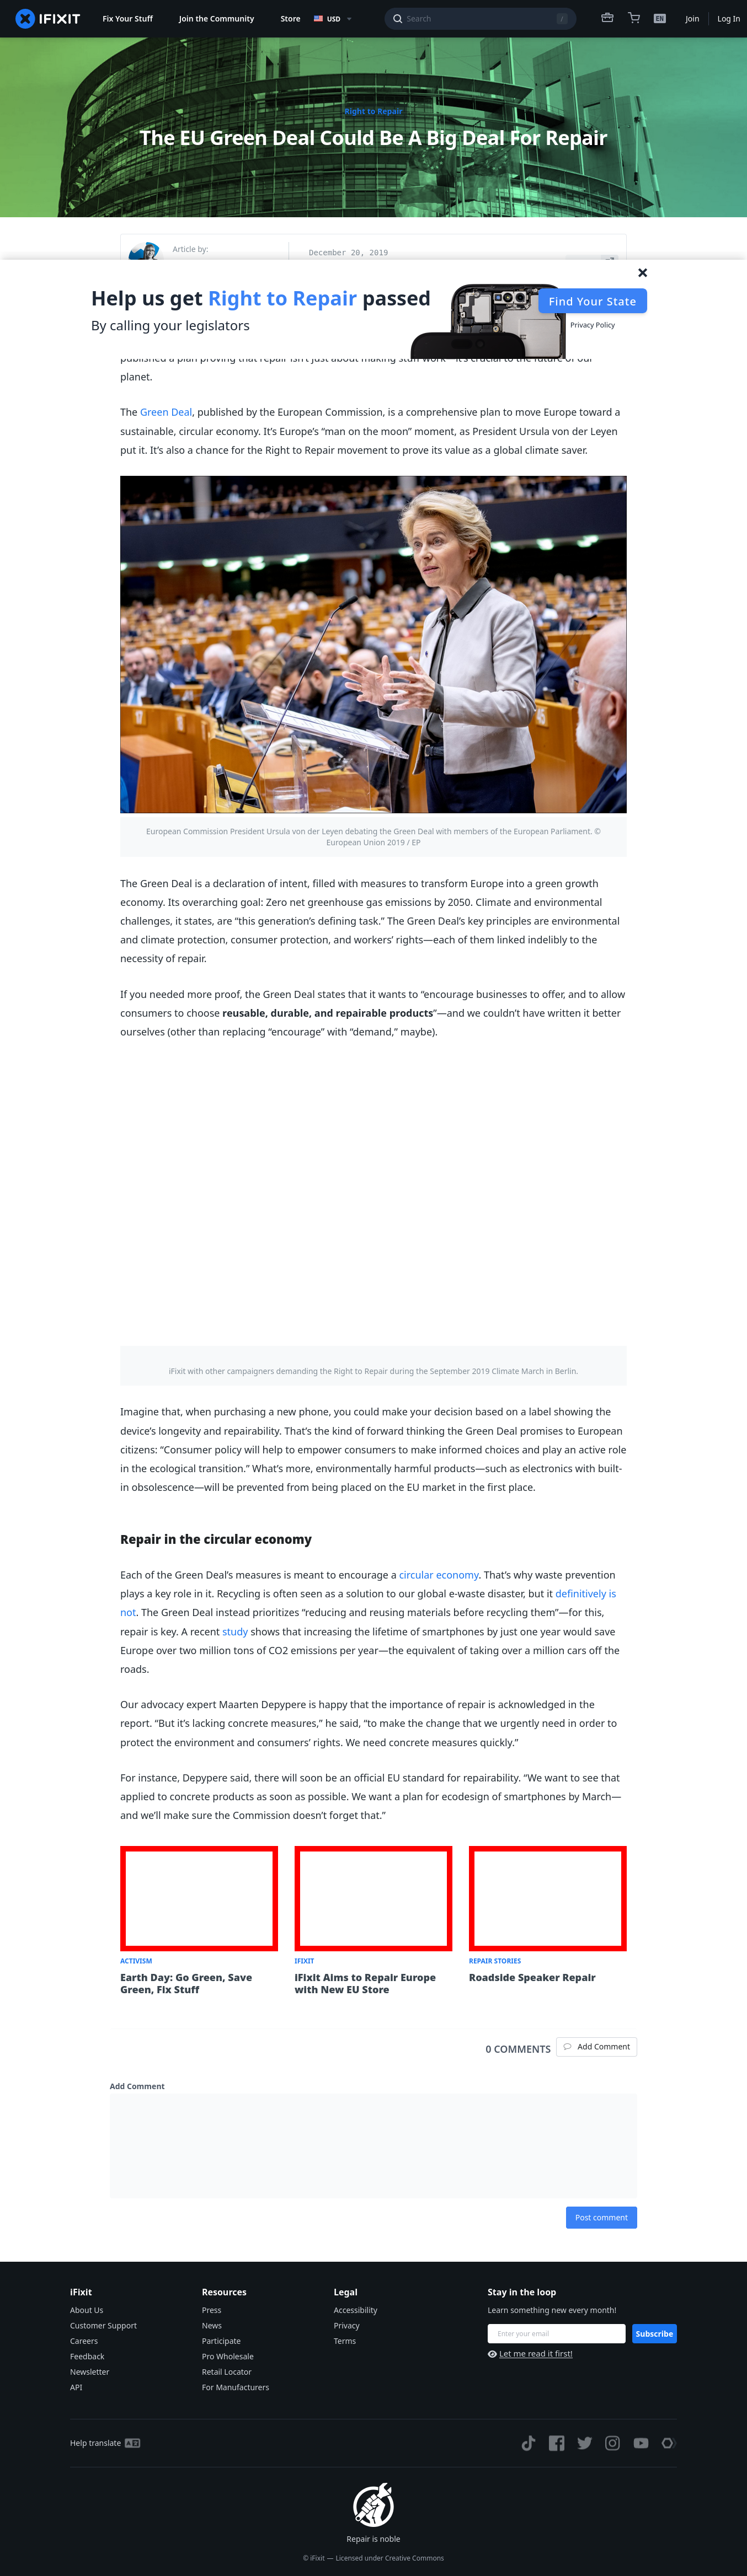 IFIXIT Fix Your Stuff Join the Community Store USD Search / EN Join Log In
Right to Repair
The EU Green Deal Could Be A Big Deal For Repair
Article by:
December 20, 2019
Help us get Right to Repair passed
By calling your legislators
Find Your State
Privacy Policy
published a plan proving that repair isn't just about making stuff work—it's crucial to the future of our
planet.
The Green Deal, published by the European Commission, is a comprehensive plan to move Europe toward a
sustainable, circular economy. It's Europe's “man on the moon” moment, as President Ursula von der Leyen
put it. It's also a chance for the Right to Repair movement to prove its value as a global climate saver.
European Commission President Ursula von der Leyen debating the Green Deal with members of the European Parliament. ©
European Union 2019 / EP
The Green Deal is a declaration of intent, filled with measures to transform Europe into a green growth
economy. Its overarching goal: Zero net greenhouse gas emissions by 2050. Climate and environmental
challenges, it states, are “this generation's defining task.” The Green Deal's key principles are environmental
and climate protection, consumer protection, and workers' rights—each of them linked indelibly to the
necessity of repair.
If you needed more proof, the Green Deal states that it wants to “encourage businesses to offer, and to allow
consumers to choose reusable, durable, and repairable products”—and we couldn't have written it better
ourselves (other than replacing “encourage” with “demand,” maybe).
iFixit with other campaigners demanding the Right to Repair during the September 2019 Climate March in Berlin.
Imagine that, when purchasing a new phone, you could make your decision based on a label showing the
device's longevity and repairability. That's the kind of forward thinking the Green Deal promises to European
citizens: “Consumer policy will help to empower consumers to make informed choices and play an active role
in the ecological transition.” What's more, environmentally harmful products—such as electronics with built-
in obsolescence—will be prevented from being placed on the EU market in the first place.
Repair in the circular economy
Each of the Green Deal's measures is meant to encourage a circular economy. That's why waste prevention
plays a key role in it. Recycling is often seen as a solution to our global e-waste disaster, but it definitively is
not. The Green Deal instead prioritizes “reducing and reusing materials before recycling them”—for this,
repair is key. A recent study shows that increasing the lifetime of smartphones by just one year would save
Europe over two million tons of CO2 emissions per year—the equivalent of taking over a million cars off the
roads.
Our advocacy expert Maarten Depypere is happy that the importance of repair is acknowledged in the
report. “But it's lacking concrete measures,” he said, “to make the change that we urgently need in order to
protect the environment and consumers' rights. We need concrete measures quickly.”
For instance, Depypere said, there will soon be an official EU standard for repairability. “We want to see that
applied to concrete products as soon as possible. We want a plan for ecodesign of smartphones by March—
and we'll make sure the Commission doesn't forget that.”
ACTIVISM
Earth Day: Go Green, Save
Green, Fix Stuff
IFIXIT
iFixit Aims to Repair Europe
with New EU Store
REPAIR STORIES
Roadside Speaker Repair
0 COMMENTS Add Comment
Add Comment
Post comment
iFixit
About Us
Customer Support
Careers
Feedback
Newsletter
API
Resources
Press
News
Participate
Pro Wholesale
Retail Locator
For Manufacturers
Legal
Accessibility
Privacy
Terms
Stay in the loop
Learn something new every month!
Enter your email Subscribe
Let me read it first!
Help translate
Repair is noble
© iFixit — Licensed under Creative Commons